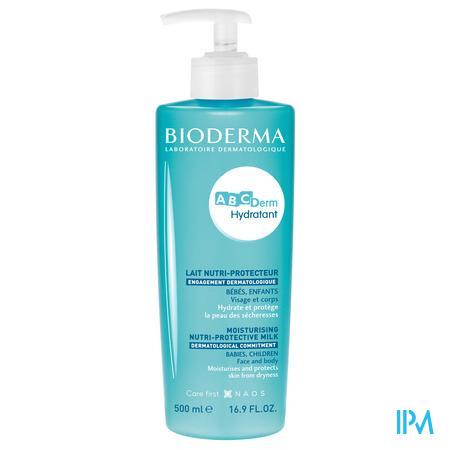 BIODERMA
LABORATOIRE DERMATOLOGIQUE
ABCDerm
Hydratant
LAIT NUTRI-PROTECTEUR
ENGAGEMENT DERMATOLOGIQUE
BÉBÉS, ENFANTS
Visage et corps
Hydrate et protège
la peau des sécheresses
MOISTURISING
NUTRI-PROTECTIVE MILK
DERMATOLOGICAL COMMITMENT
BABIES, CHILDREN
Face and body
Moisturises and protects
skin from dryness
Care first NAOS
500 ml e 16.9 FL.OZ.
IPM